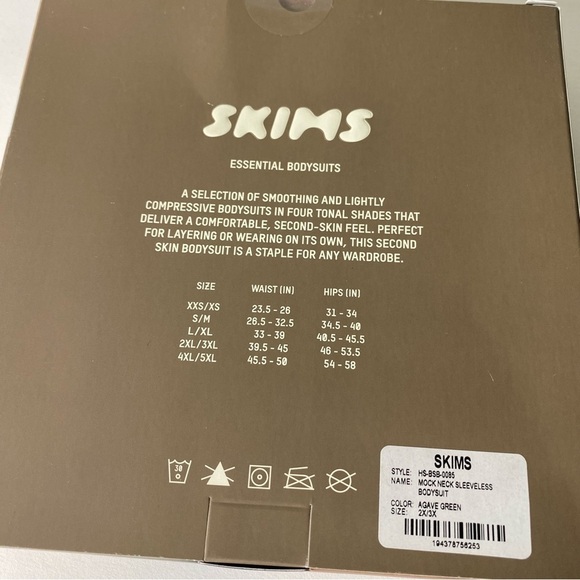 SKIMS
ESSENTIAL BODYSUITS
A SELECTION OF SMOOTHING AND LIGHTLY
COMPRESSIVE BODYSUITS IN FOUR TONAL SHADES THAT
DELIVER A COMFORTABLE, SECOND-SKIN FEEL. PERFECT
FOR LAYERING OR WEARING ON ITS OWN, THIS SECOND
SKIN BODYSUIT IS A STAPLE FOR ANY WARDROBE.
SIZE WAIST (IN) HIPS (IN)
XXS/XS 23.5 - 26 31 - 34
S/M 26.5 - 32.5 34.5 - 40
L/XL 33 - 39 40.5 - 45.5
2XL/3XL 39.5 - 45 46 - 53.5
4XL/5XL 45.5 - 50 54 - 58
30
SKIMS
STYLE: HS-BSB-0085
NAME: MOCK NECK SLEEVELESS
BODYSUIT
COLOR: AGAVE GREEN
SIZE: 2X/3X
194378756253